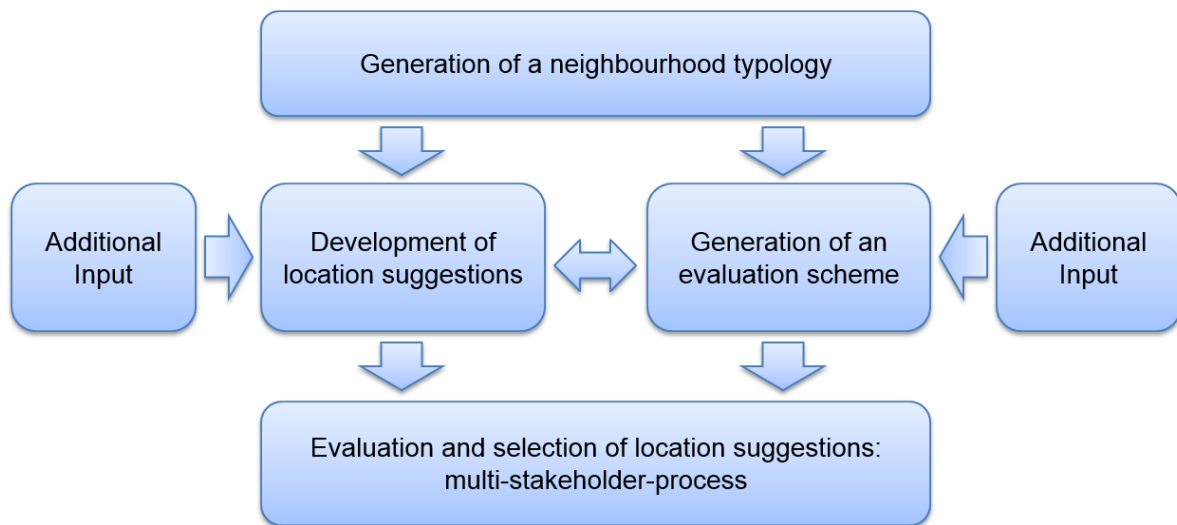 Generation of a neighbourhood typology
Additional
Input
Development of
location suggestions
Generation of an
evaluation scheme
Additional
Input
Evaluation and selection of location suggestions:
multi-stakeholder-process